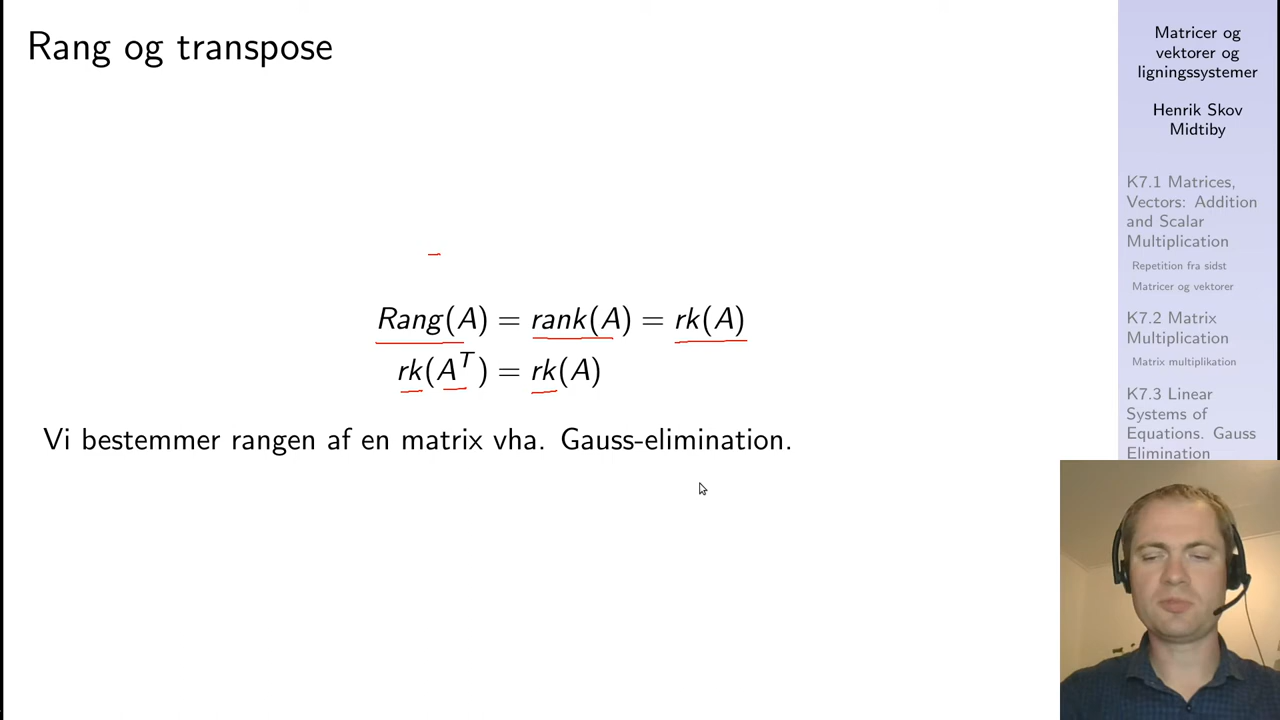 Rang og transpose
Rang(A) = rank(A) = rk(A)
rk(Aᵀ) = rk(A)
Vi bestemmer rangen af en matrix vha. Gauss-elimination.
Matricer og
vektorer og
ligningssystemer
Henrik Skov
Midtiby
K7.1 Matrices,
Vectors: Addition
and Scalar
Multiplication
Repetition fra sidst
Matricer og vektorer
K7.2 Matrix
Multiplication
Matrix multiplikation
K7.3 Linear
Systems of
Equations. Gauss
Elimination